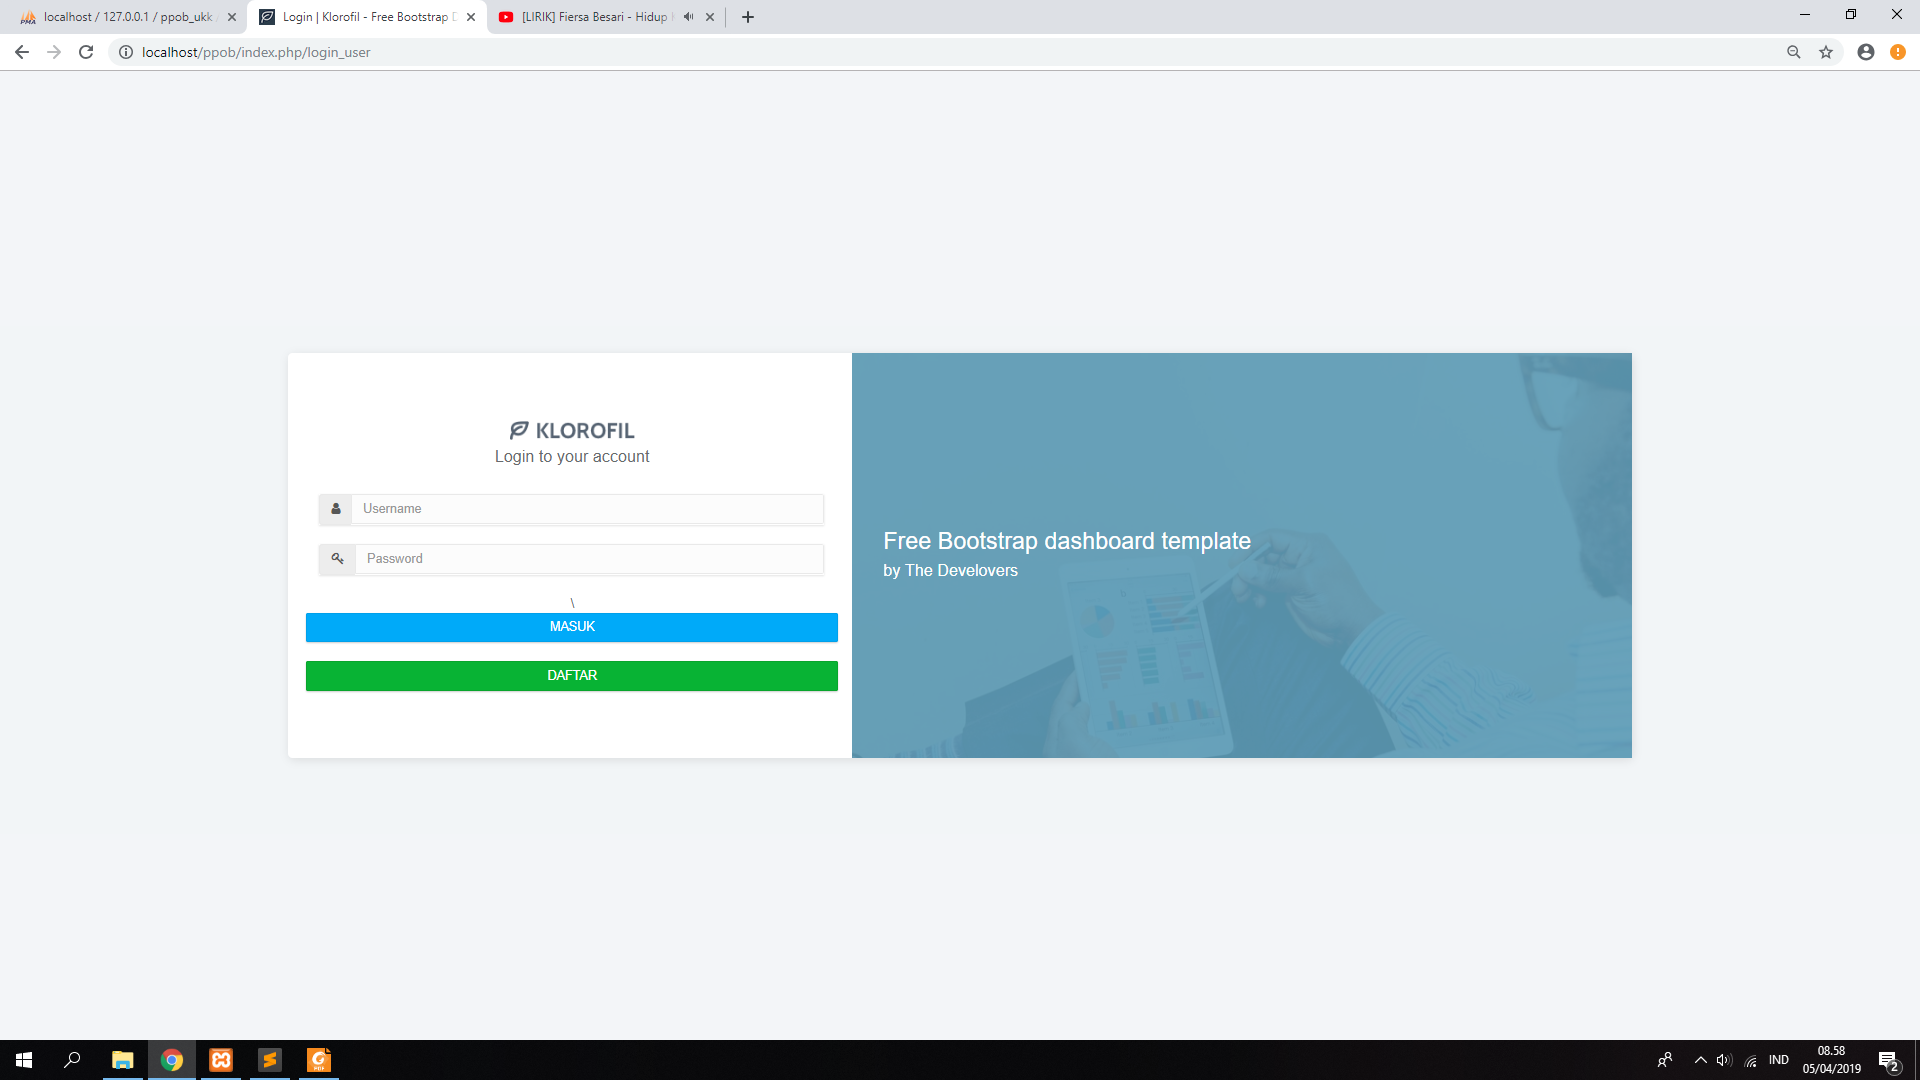 localhost / 127.0.0.1 / ppob_ukk
Login | Klorofil - Free Bootstrap D
[LIRIK] Fiersa Besari - Hidup
localhost/ppob/index.php/login_user
KLOROFIL
Login to your account
Username
Password
\
MASUK
DAFTAR
Free Bootstrap dashboard template
by The Develovers
IND
08.58
05/04/2019
2